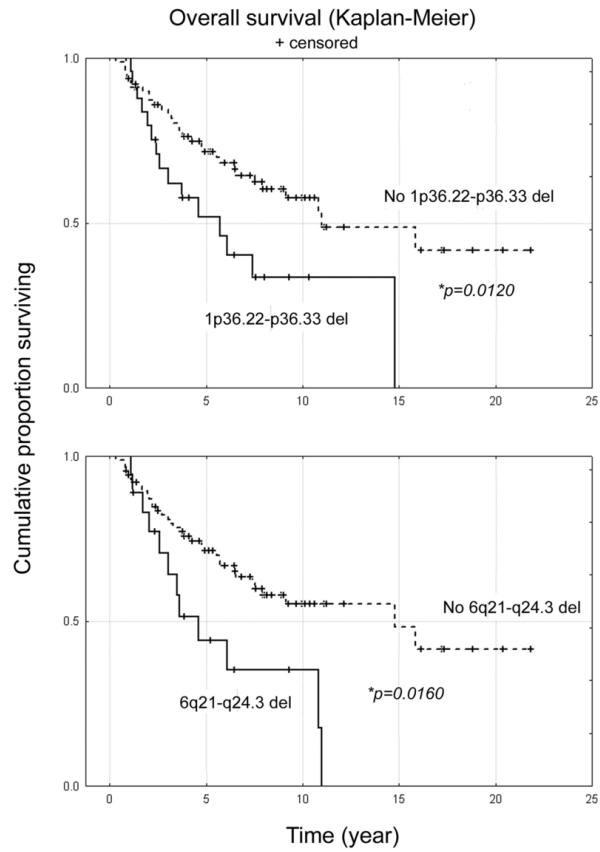 Overall survival (Kaplan-Meier)
+ censored
Cumulative proportion surviving
1.0
0.5
0.0
No 1p36.22-p36.33 del
*p=0.0120
1p36.22-p36.33 del
0 5 10 15 20 25
1.0
0.5
0.0
No 6q21-q24.3 del
*p=0.0160
6q21-q24.3 del
0 5 10 15 20 25
Time (year)